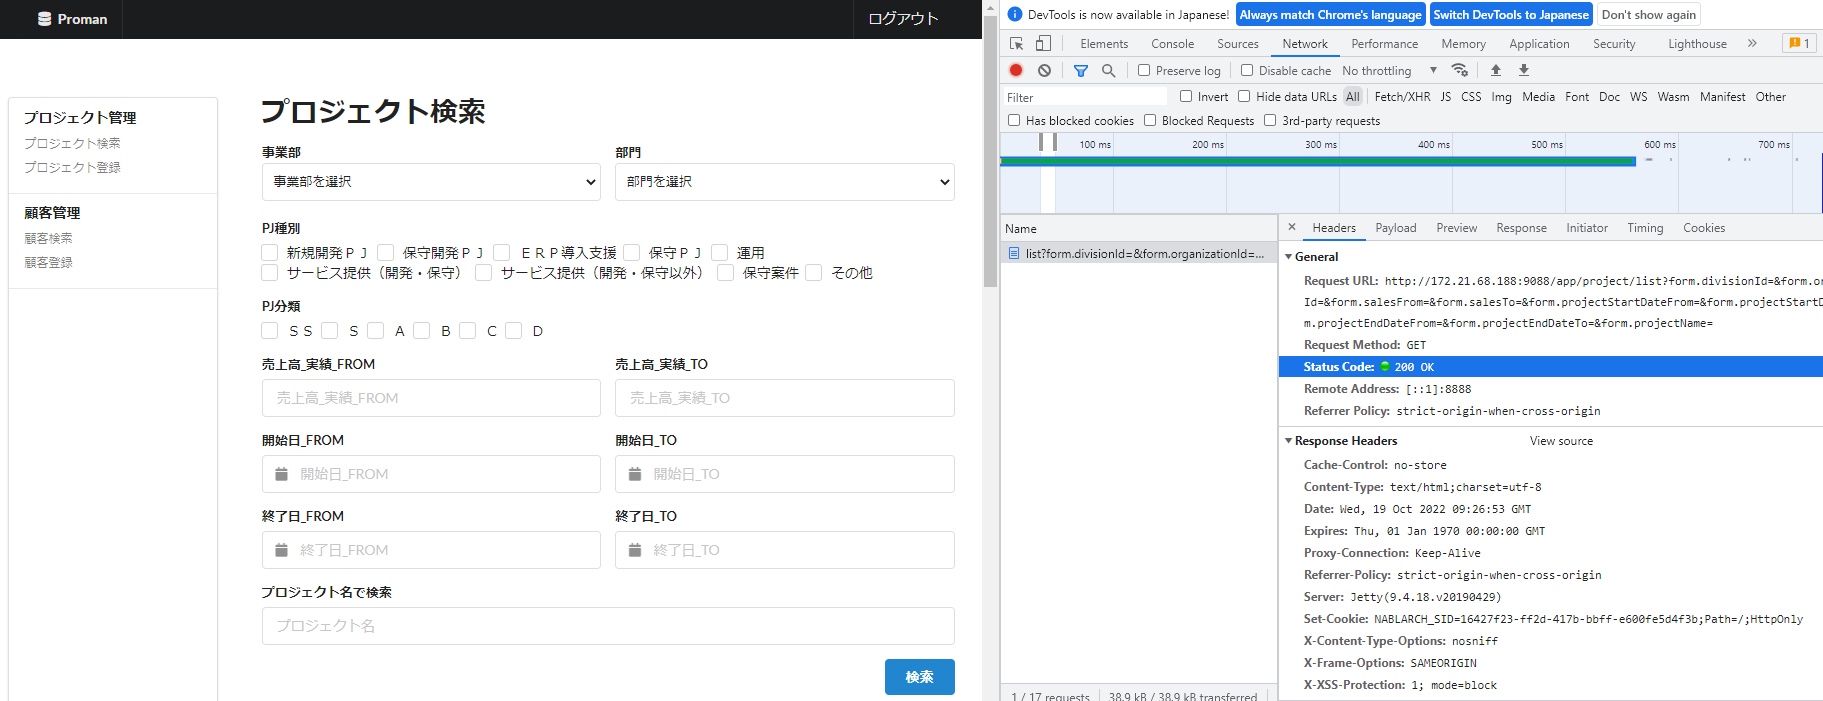 Proman
ログアウト
プロジェクト管理
プロジェクト検索
プロジェクト登録
顧客管理
顧客検索
顧客登録
プロジェクト検索
事業部
部門
事業部を選択
部門を選択
PJ種別
新規開発ＰＪ 保守開発ＰＪ ＥＲＰ導入支援 保守ＰＪ 運用
サービス提供（開発・保守） サービス提供（開発・保守以外） 保守案件 その他
PJ分類
ＳＳ Ｓ Ａ Ｂ Ｃ Ｄ
売上高_実績_FROM
売上高_実績_TO
売上高_実績_FROM
売上高_実績_TO
開始日_FROM
開始日_TO
開始日_FROM
開始日_TO
終了日_FROM
終了日_TO
終了日_FROM
終了日_TO
プロジェクト名で検索
プロジェクト名
検索
DevTools is now available in Japanese! Always match Chrome's language Switch DevTools to Japanese Don't show again
Elements Console Sources Network Performance Memory Application Security Lighthouse » 1
Preserve log Disable cache No throttling
Filter Invert Hide data URLs All Fetch/XHR JS CSS Img Media Font Doc WS Wasm Manifest Other
Has blocked cookies Blocked Requests 3rd-party requests
100 ms 200 ms 300 ms 400 ms 500 ms 600 ms 700 ms
Name
list?form.divisionId=&form.organizationId=...
1 / 17 requests 38.9 kB / 38.9 kB transferred
× Headers Payload Preview Response Initiator Timing Cookies
General
Request URL: http://172.21.68.188:9088/app/project/list?form.divisionId=&form.or
Id=&form.salesFrom=&form.salesTo=&form.projectStartDateFrom=&form.projectStartD
m.projectEndDateFrom=&form.projectEndDateTo=&form.projectName=
Request Method: GET
Status Code: 200 OK
Remote Address: [::1]:8888
Referrer Policy: strict-origin-when-cross-origin
Response Headers View source
Cache-Control: no-store
Content-Type: text/html;charset=utf-8
Date: Wed, 19 Oct 2022 09:26:53 GMT
Expires: Thu, 01 Jan 1970 00:00:00 GMT
Proxy-Connection: Keep-Alive
Referrer-Policy: strict-origin-when-cross-origin
Server: Jetty(9.4.18.v20190429)
Set-Cookie: NABLARCH_SID=16427f23-ff2d-417b-bbff-e600fe5d4f3b;Path=/;HttpOnly
X-Content-Type-Options: nosniff
X-Frame-Options: SAMEORIGIN
X-XSS-Protection: 1; mode=block